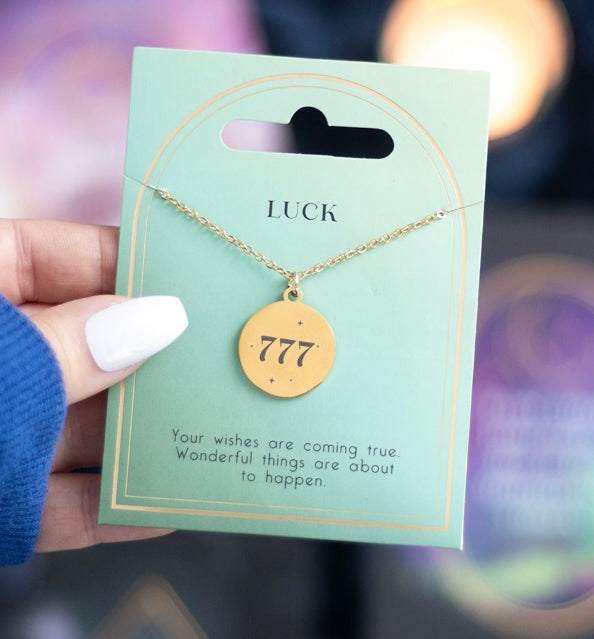 LUCK
777
Your wishes are coming true.
Wonderful things are about
to happen.